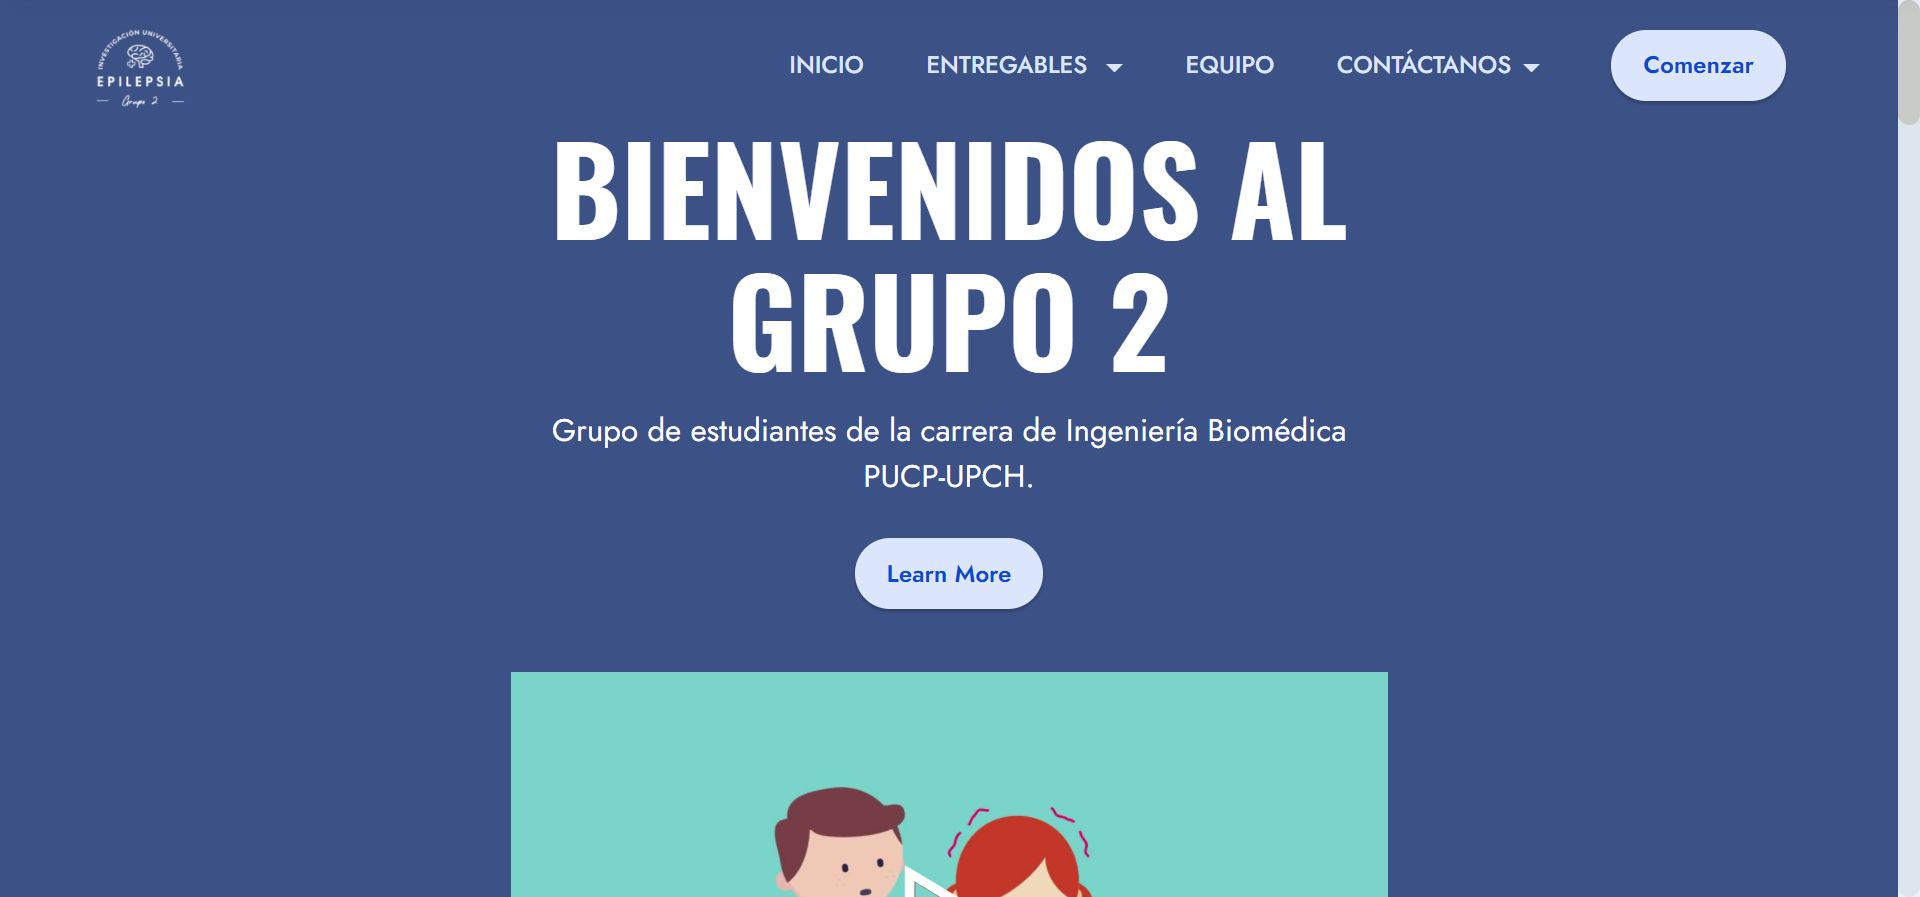 INVESTIGACIÓN UNIVERSITARIA
EPILEPSIA
Grupo 2
INICIO
ENTREGABLES
EQUIPO
CONTÁCTANOS
Comenzar
BIENVENIDOS AL
GRUPO 2
Grupo de estudiantes de la carrera de Ingeniería Biomédica
PUCP-UPCH.
Learn More